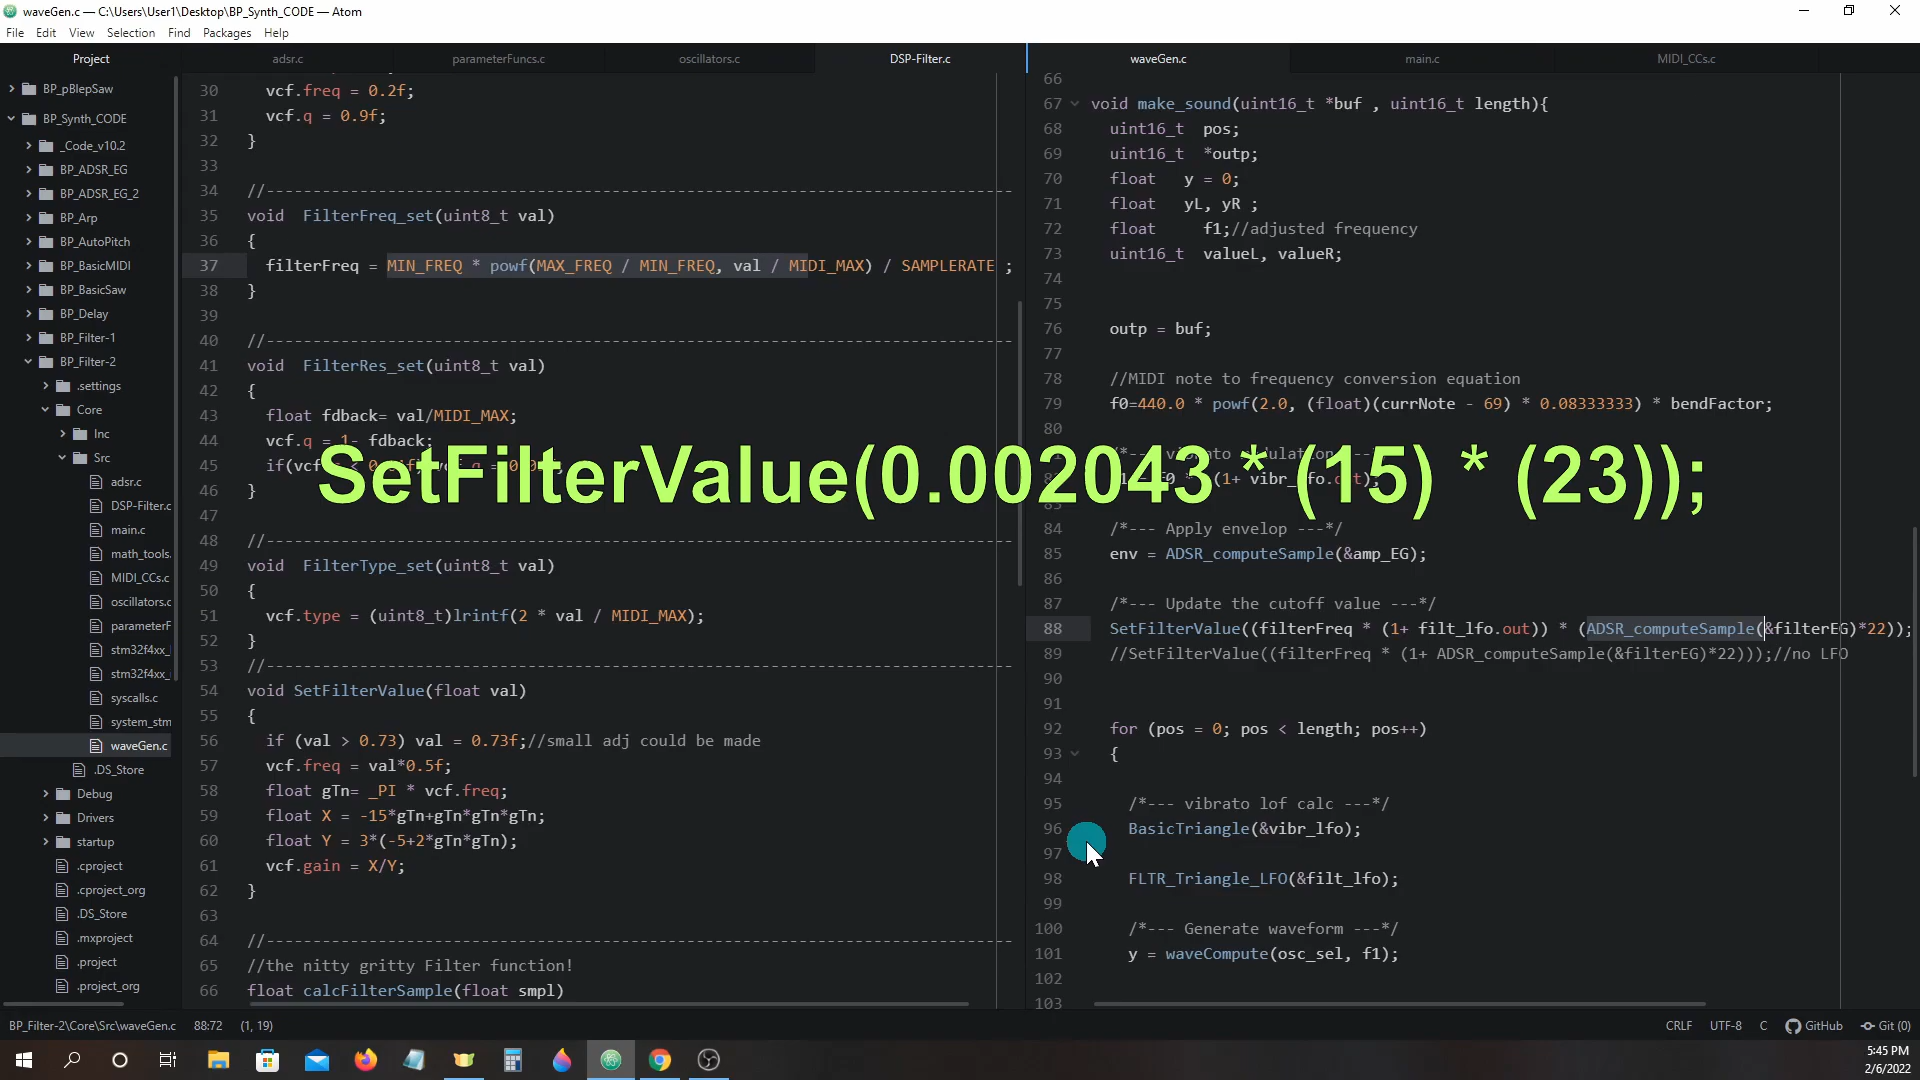 waveGen.c — C:\Users\User1\Desktop\BP_Synth_CODE — Atom
File Edit View Selection Find Packages Help
Project
adsr.c parameterFuncs.c oscillators.c DSP-Filter.c
waveGen.c main.c MIDI_CCs.c
BP_pBlepSaw
BP_Synth_CODE
_Code_v10.2
BP_ADSR_EG
BP_ADSR_EG_2
BP_Arp
BP_AutoPitch
BP_BasicMIDI
BP_BasicSaw
BP_Delay
BP_Filter-1
BP_Filter-2
.settings
Core
Inc
Src
adsr.c
DSP-Filter.c
main.c
math_tools.
MIDI_CCs.c
oscillators.c
parameterF
stm32f4xx_
stm32f4xx_
syscalls.c
system_stm
waveGen.c
.DS_Store
Debug
Drivers
startup
.cproject
.cproject_org
.DS_Store
.mxproject
.project
.project_org
30 vcf.freq = 0.2f;
31 vcf.q = 0.9f;
32 }
33
34 //--------------------------------------------------------------------------------
35 void FilterFreq_set(uint8_t val)
36 {
37 filterFreq = MIN_FREQ * powf(MAX_FREQ / MIN_FREQ, val / MIDI_MAX) / SAMPLERATE ;
38 }
39
40 //--------------------------------------------------------------------------------
41 void FilterRes_set(uint8_t val)
42 {
43 float fdback= val/MIDI_MAX;
44 vcf.q = 1- fdback;
45 if(vcf
46 }
47
48 //--------------------------------------------------------------------------------
49 void FilterType_set(uint8_t val)
50 {
51 vcf.type = (uint8_t)lrintf(2 * val / MIDI_MAX);
52 }
53 //--------------------------------------------------------------------------------
54 void SetFilterValue(float val)
55 {
56 if (val > 0.73) val = 0.73f;//small adj could be made
57 vcf.freq = val*0.5f;
58 float gTn= _PI * vcf.freq;
59 float X = -15*gTn+gTn*gTn*gTn;
60 float Y = 3*(-5+2*gTn*gTn);
61 vcf.gain = X/Y;
62 }
63
64 //--------------------------------------------------------------------------------
65 //the nitty gritty Filter function!
66 float calcFilterSample(float smpl)
SetFilterValue(0.002043 * (15) * (23));
66
67 void make_sound(uint16_t *buf , uint16_t length){
68 uint16_t pos;
69 uint16_t *outp;
70 float y = 0;
71 float yL, yR ;
72 float f1;//adjusted frequency
73 uint16_t valueL, valueR;
74
75
76 outp = buf;
77
78 //MIDI note to frequency conversion equation
79 f0=440.0 * powf(2.0, (float)(currNote - 69) * 0.08333333) * bendFactor;
80
(1+ vibr_
84 /*--- Apply envelop ---*/
85 env = ADSR_computeSample(&amp_EG);
86
87 /*--- Update the cutoff value ---*/
88 SetFilterValue((filterFreq * (1+ filt_lfo.out)) * (ADSR_computeSample(&filterEG)*22));
89 //SetFilterValue((filterFreq * (1+ ADSR_computeSample(&filterEG)*22)));//no LFO
90
91
92 for (pos = 0; pos < length; pos++)
93 {
94
95 /*--- vibrato lof calc ---*/
96 BasicTriangle(&vibr_lfo);
97
98 FLTR_Triangle_LFO(&filt_lfo);
99
100 /*--- Generate waveform ---*/
101 y = waveCompute(osc_sel, f1);
102
103
BP_Filter-2\Core\Src\waveGen.c 88:72 (1, 19) CRLF UTF-8 C GitHub Git (0)
5:45 PM
2/6/2022